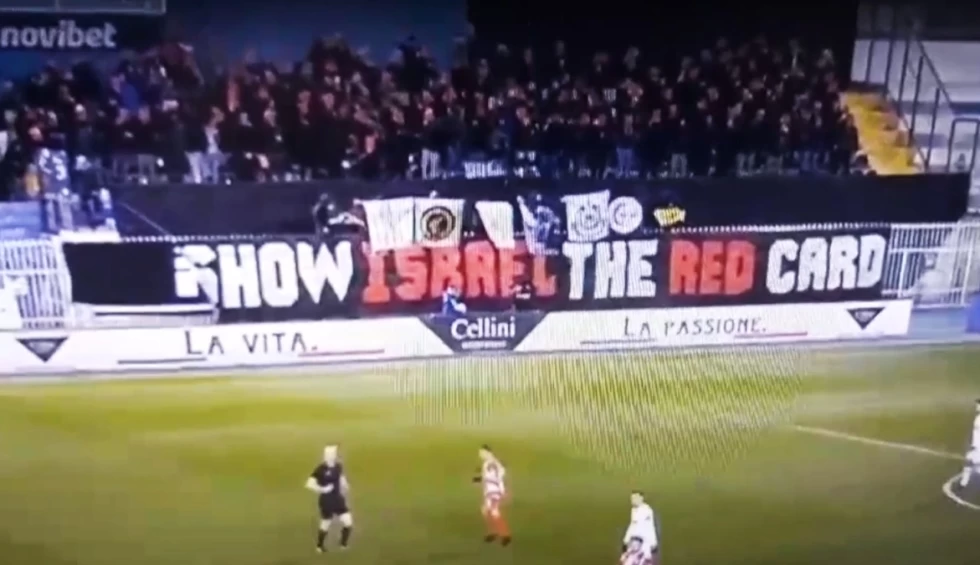 novibet
SHOW ISRAEL THE RED CARD
LA VITA.
Cellini
LA PASSIONE.